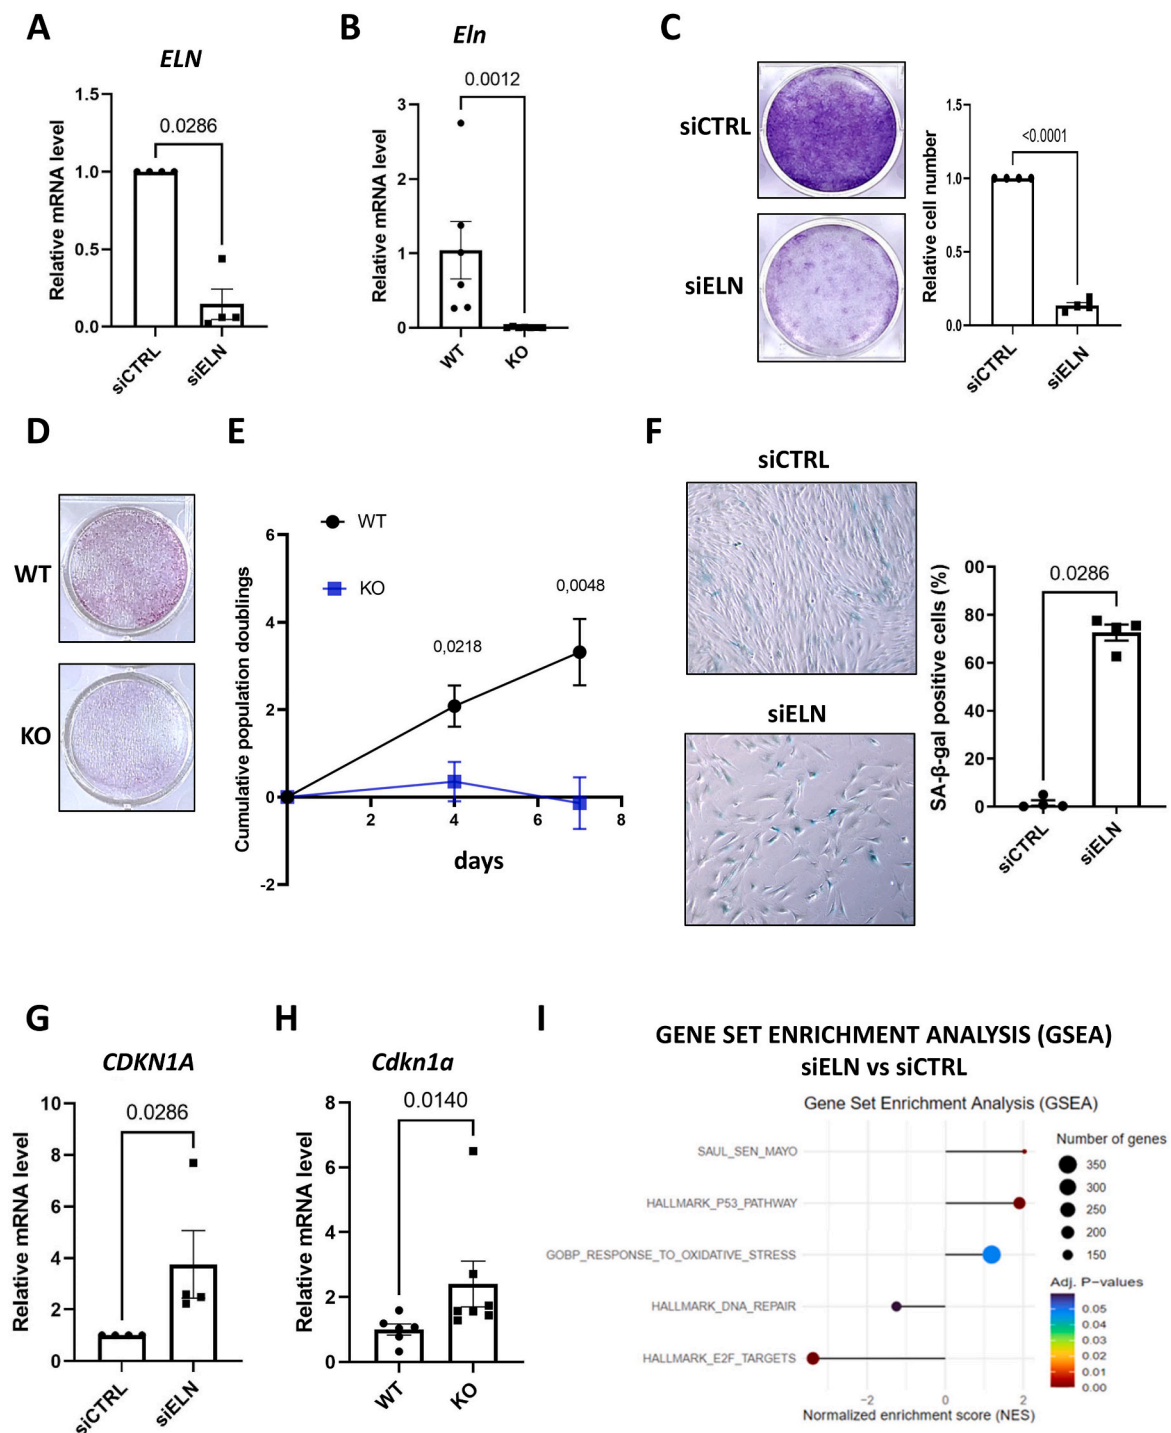 A
ELN
Relative mRNA level
1.5
1.0
0.5
0.0
0.0286
siCTRL
siELN
B
Eln
Relative mRNA level
3
2
1
0
0.0012
WT
KO
C
siCTRL
siELN
Relative cell number
1.5
1.0
0.5
0.0
<0.0001
siCTRL
siELN
D
WT
KO
E
WT
KO
Cumulative population doublings
6
4
2
0
-2
0,0218
0,0048
2
4
6
8
days
F
siCTRL
siELN
SA-β-gal positive cells (%)
00
80
60
40
20
0
0.0286
siCTRL
siELN
G
CDKN1A
Relative mRNA level
10
8
6
4
2
0
0.0286
siCTRL
siELN
H
Cdkn1a
Relative mRNA level
8
6
4
2
0
0.0140
WT
KO
I
GENE SET ENRICHMENT ANALYSIS (GSEA)
siELN vs siCTRL
Gene Set Enrichment Analysis (GSEA)
SAUL_SEN_MAYO
HALLMARK_P53_PATHWAY
GOBP_RESPONSE_TO_OXIDATIVE_STRESS
HALLMARK_DNA_REPAIR
HALLMARK_E2F_TARGETS
−2
0
2
Normalized enrichment score (NES)
Number of genes
350
300
250
200
150
Adj. P−values
0.05
0.04
0.03
0.02
0.01
0.00